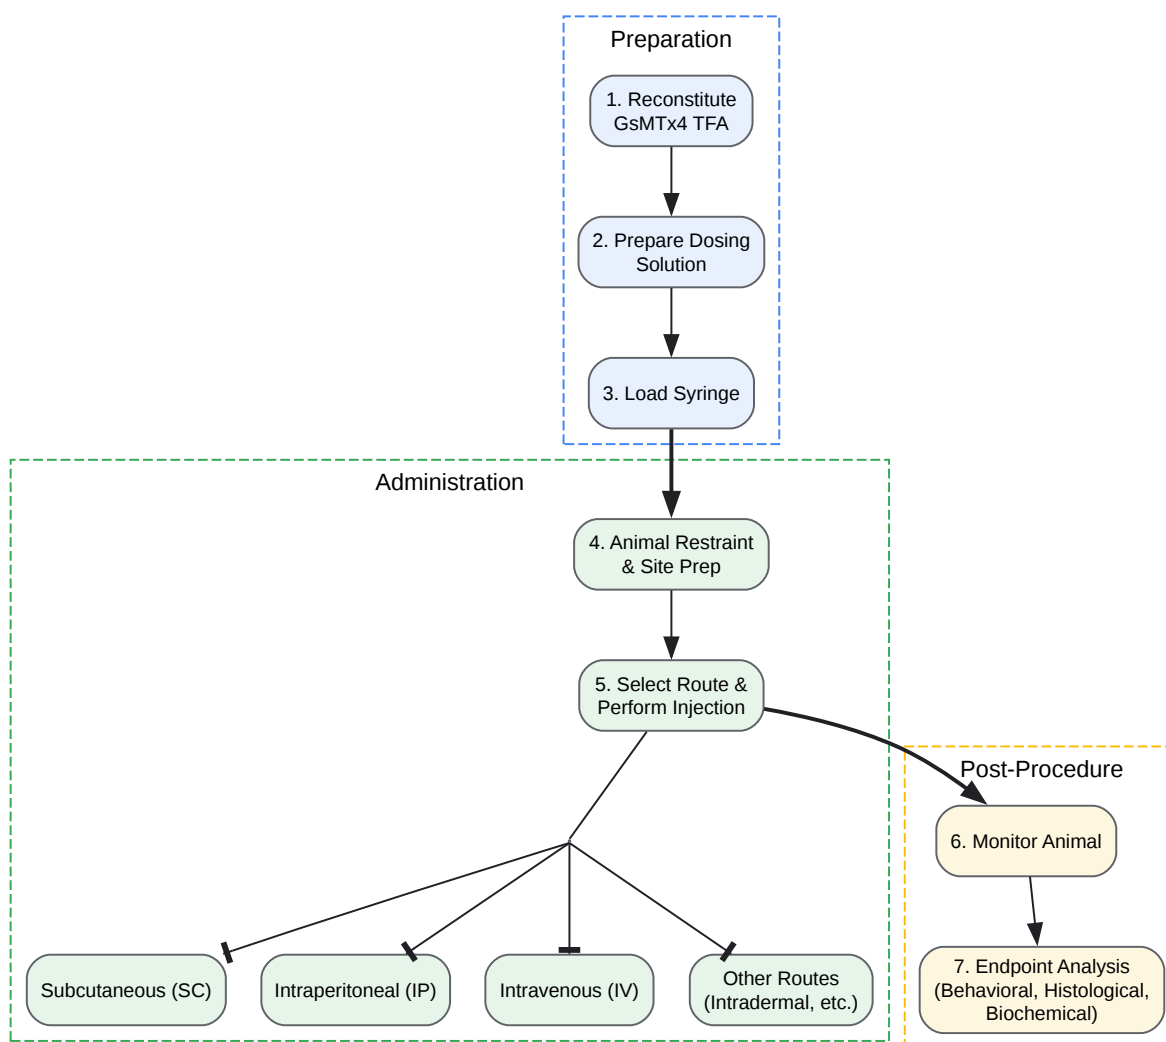 Preparation
1. Reconstitute
GsMTx4 TFA
2. Prepare Dosing
Solution
3. Load Syringe
Administration
4. Animal Restraint
& Site Prep
5. Select Route &
Perform Injection
Subcutaneous (SC)
Intraperitoneal (IP)
Intravenous (IV)
Other Routes
(Intradermal, etc.)
Post-Procedure
6. Monitor Animal
7. Endpoint Analysis
(Behavioral, Histological,
Biochemical)